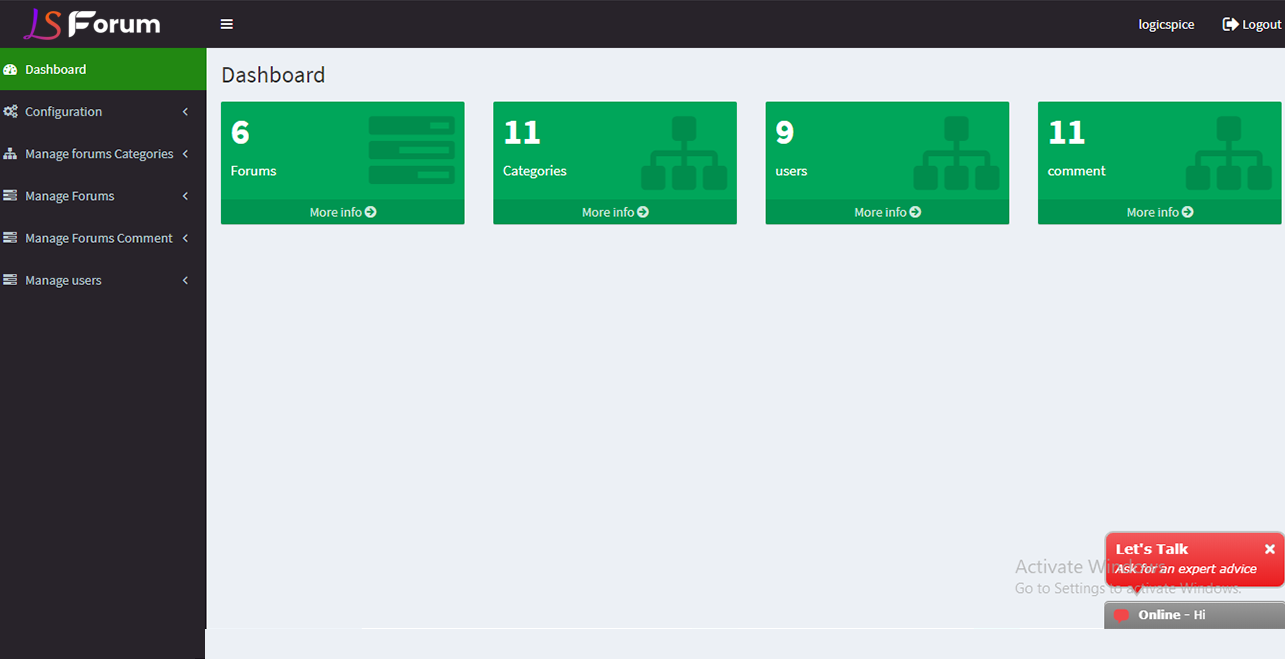 LS Forum
logicspice
Logout
Dashboard
Configuration
Manage forums Categories
Manage Forums
Manage Forums Comment
Manage users
Dashboard
6
Forums
More info
11
Categories
More info
9
users
More info
11
comment
More info
Let's Talk
Ask for an expert advice
Activate Windows
Go to Settings to activate Windows.
Online - Hi